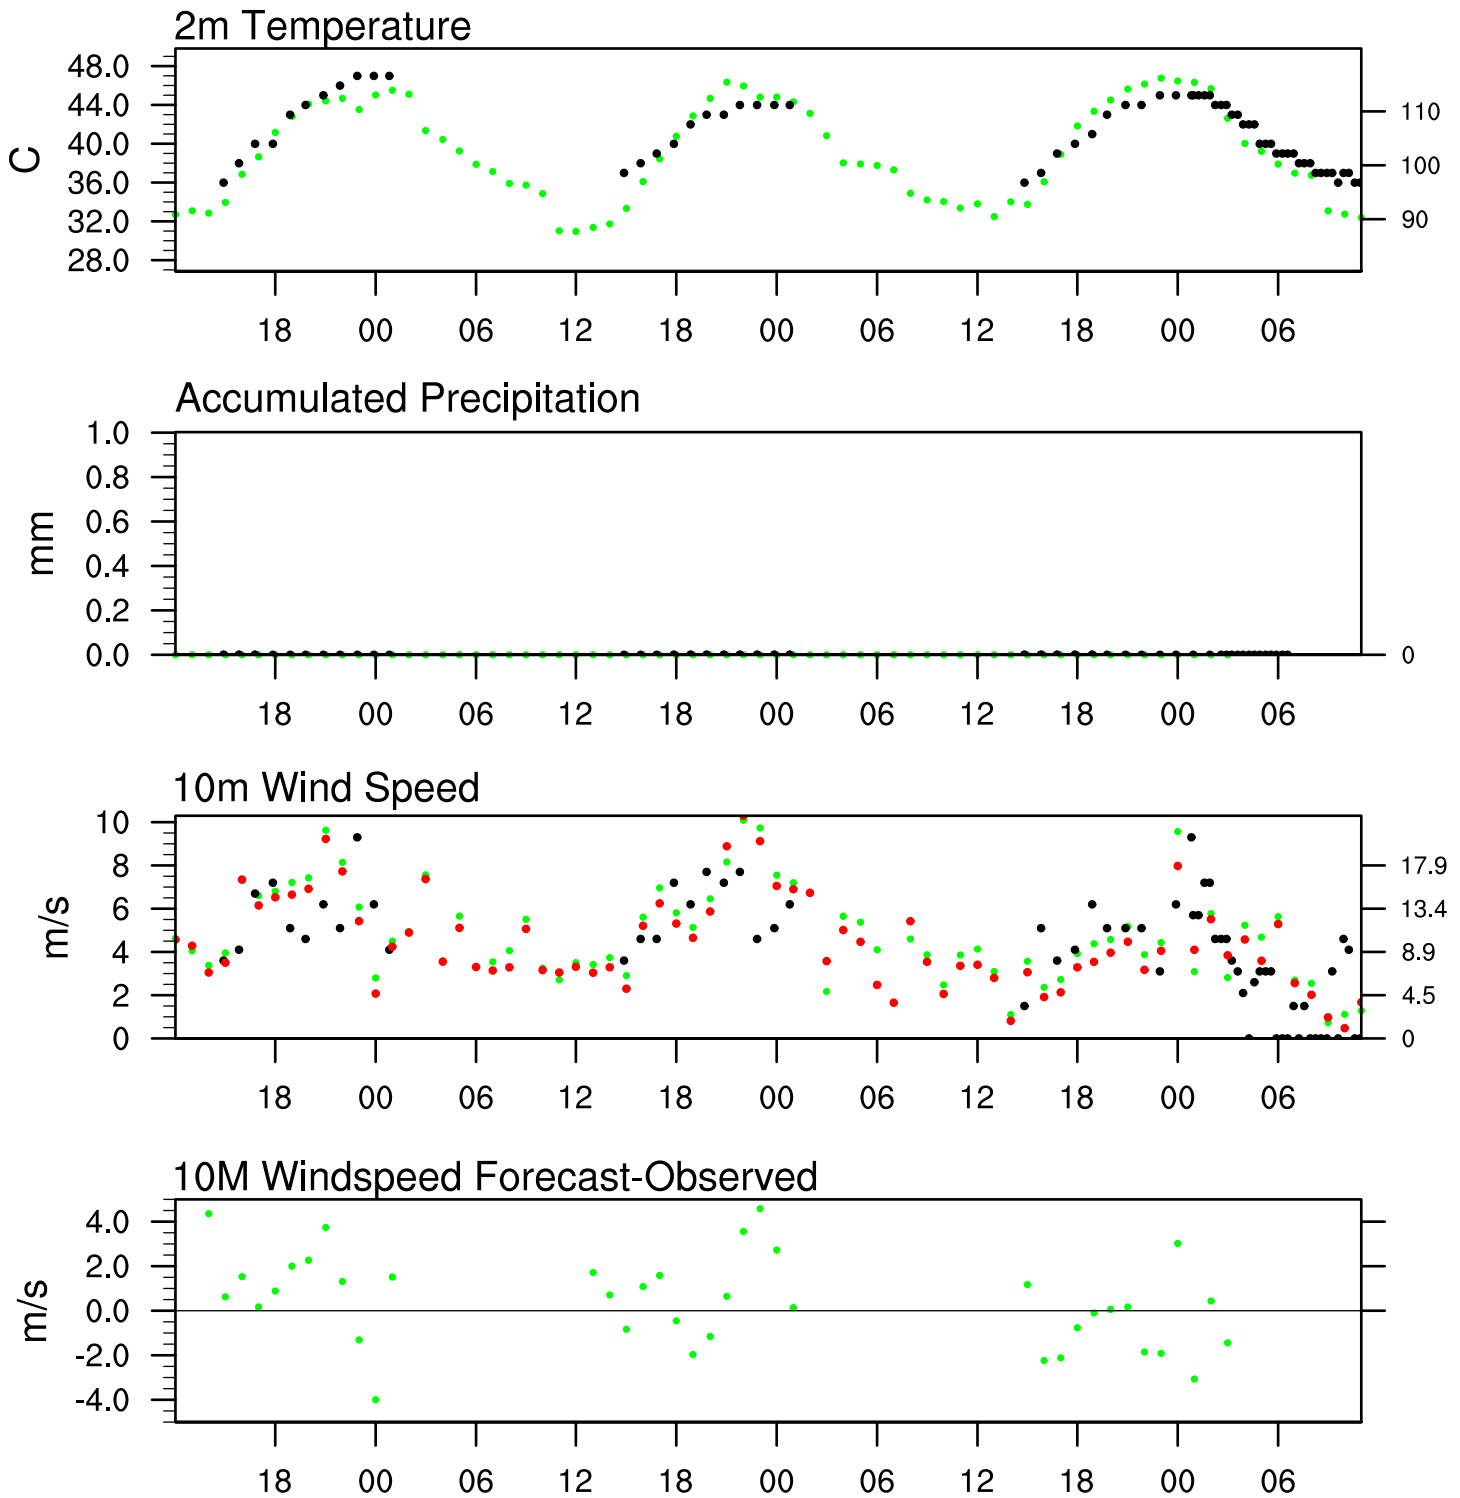 2m Temperature
48.0
44.0
40.0
36.0
32.0
28.0
C
110
100
90
18 00 06 12 18 00 06 12 18 00 06
Accumulated Precipitation
1.0
0.8
0.6
0.4
0.2
0.0
mm
0
18 00 06 12 18 00 06 12 18 00 06
10m Wind Speed
10
8
6
4
2
0
m/s
17.9
13.4
8.9
4.5
0
18 00 06 12 18 00 06 12 18 00 06
10M Windspeed Forecast-Observed
4.0
2.0
0.0
-2.0
-4.0
m/s
18 00 06 12 18 00 06 12 18 00 06